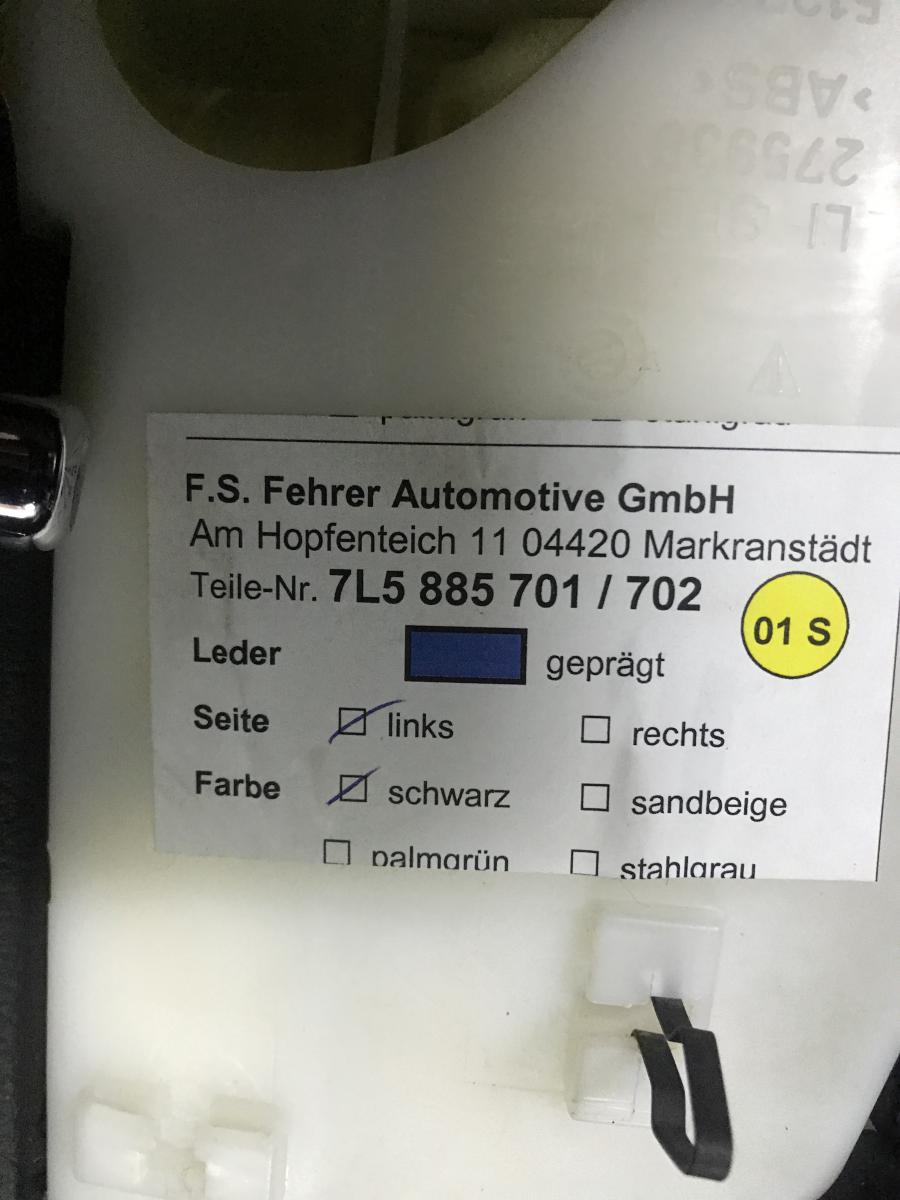 >ABS<
F.S. Fehrer Automotive GmbH
Am Hopfenteich 11 04420 Markranstädt
Teile-Nr. 7L5 885 701 / 702
01 S
Leder geprägt
Seite links rechts
Farbe schwarz sandbeige
palmgrün stahlgrau